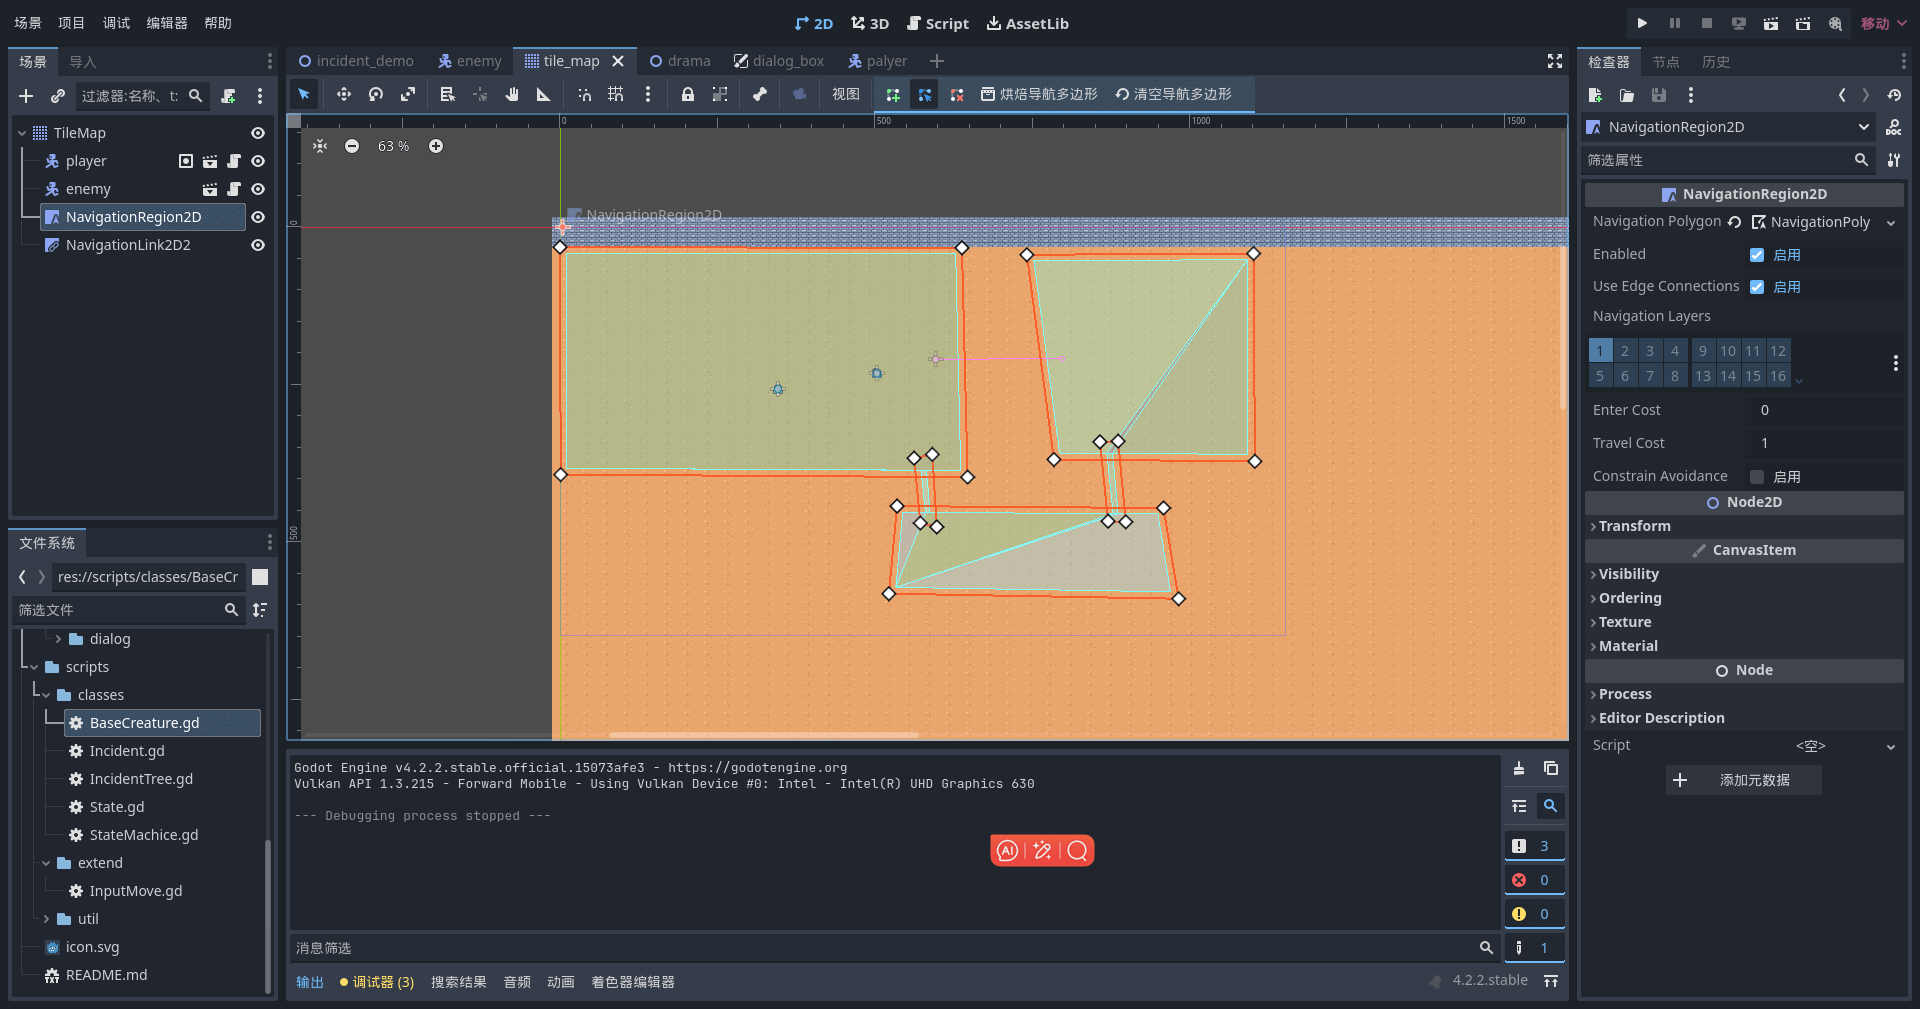 场景 项目 调试 编辑器 帮助
2D 3D Script AssetLib
移动
场景 导入
过滤器:名称、t:
TileMap
player
enemy
NavigationRegion2D
NavigationLink2D2
文件系统
res://scripts/classes/BaseCr
筛选文件
dialog
scripts
classes
BaseCreature.gd
Incident.gd
IncidentTree.gd
State.gd
StateMachice.gd
extend
InputMove.gd
util
icon.svg
README.md
incident_demo enemy tile_map drama dialog_box palyer
视图 烘焙导航多边形 清空导航多边形
0 500 1000 1500
63 %
0
500
NavigationRegion2D
Godot Engine v4.2.2.stable.official.15073afe3 - https://godotengine.org
Vulkan API 1.3.215 - Forward Mobile - Using Vulkan Device #0: Intel - Intel(R) UHD Graphics 630
--- Debugging process stopped ---
AI
3
0
0
1
消息筛选
输出 调试器 (3) 搜索结果 音频 动画 着色器编辑器
4.2.2.stable
检查器 节点 历史
NavigationRegion2D
DOC
筛选属性
NavigationRegion2D
Navigation Polygon NavigationPoly
Enabled 启用
Use Edge Connections 启用
Navigation Layers
1 2 3 4 9 10 11 12
5 6 7 8 13 14 15 16
Enter Cost 0
Travel Cost 1
Constrain Avoidance 启用
Node2D
Transform
CanvasItem
Visibility
Ordering
Texture
Material
Node
Process
Editor Description
Script <空>
添加元数据